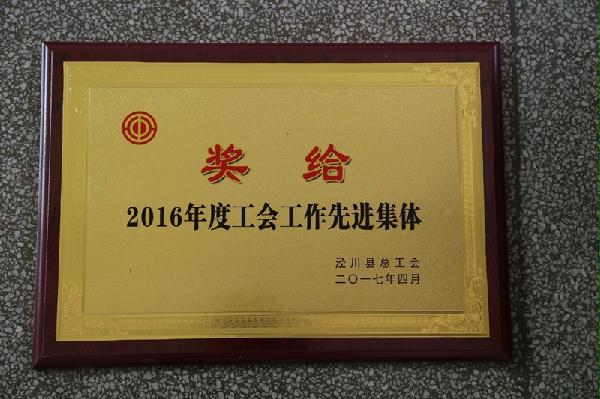 奖给
2016年度工会工作先进集体
泾川县总工会
二〇一七年四月